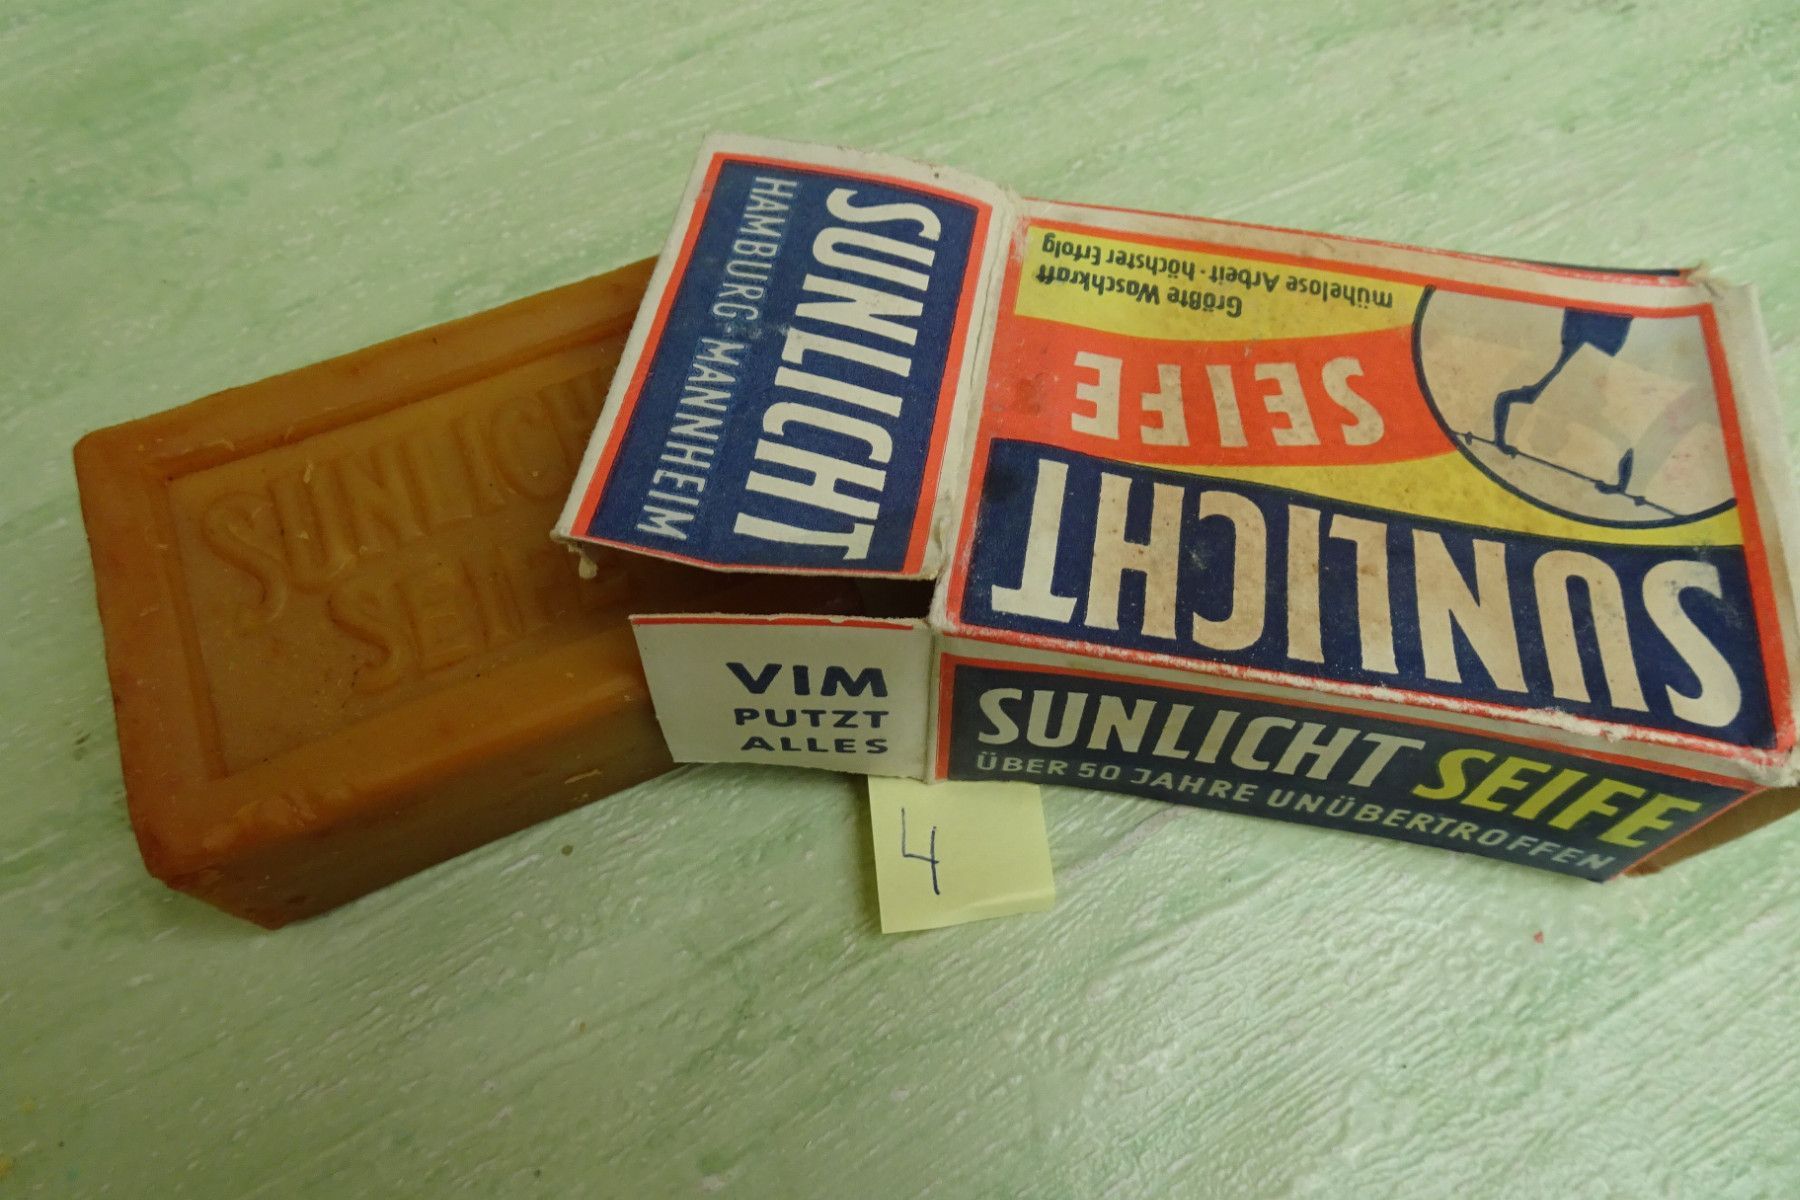 SUNLICHT
SEIFE
SUNLICHT
HAMBURG-MANNHEIM
Größte Waschkraft
mühelose Arbeit · höchster Erfolg
SEIFE
SUNLICHT
VIM
PUTZT
ALLES
SUNLICHT SEIFE
ÜBER 50 JAHRE UNÜBERTROFFEN
4